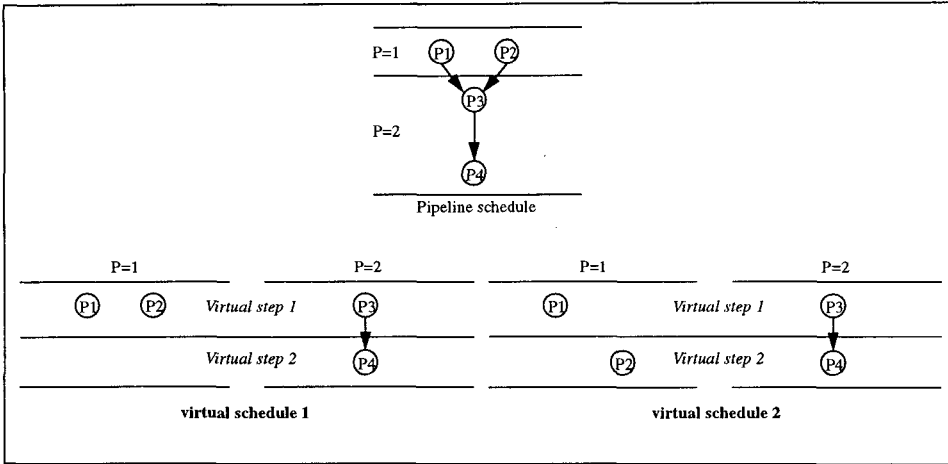 P=1 P1 P2
P3
P=2
P4
Pipeline schedule
P=1 P=2 P=1 P=2
P1 P2 Virtual step 1 P3 P1 Virtual step 1 P3
Virtual step 2 P4 P2 Virtual step 2 P4
virtual schedule 1 virtual schedule 2